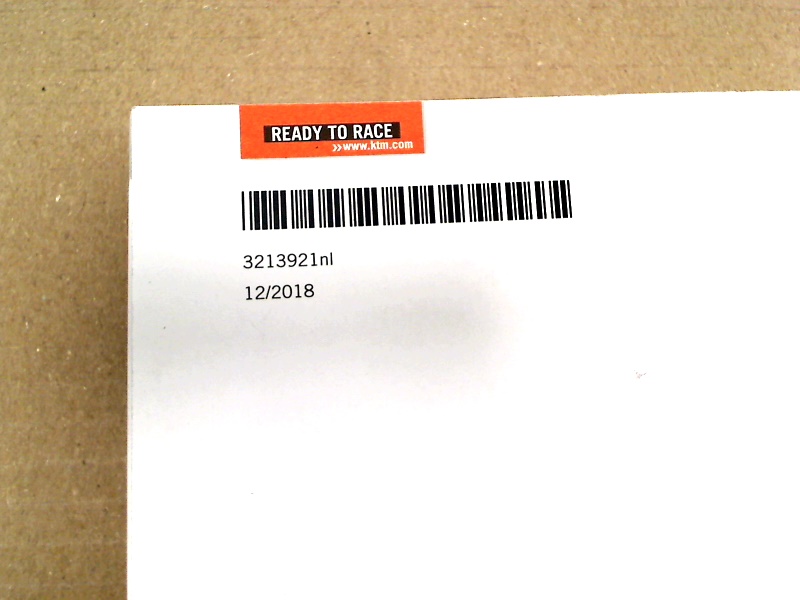 READY TO RACE
»www.ktm.com
3213921nl
12/2018